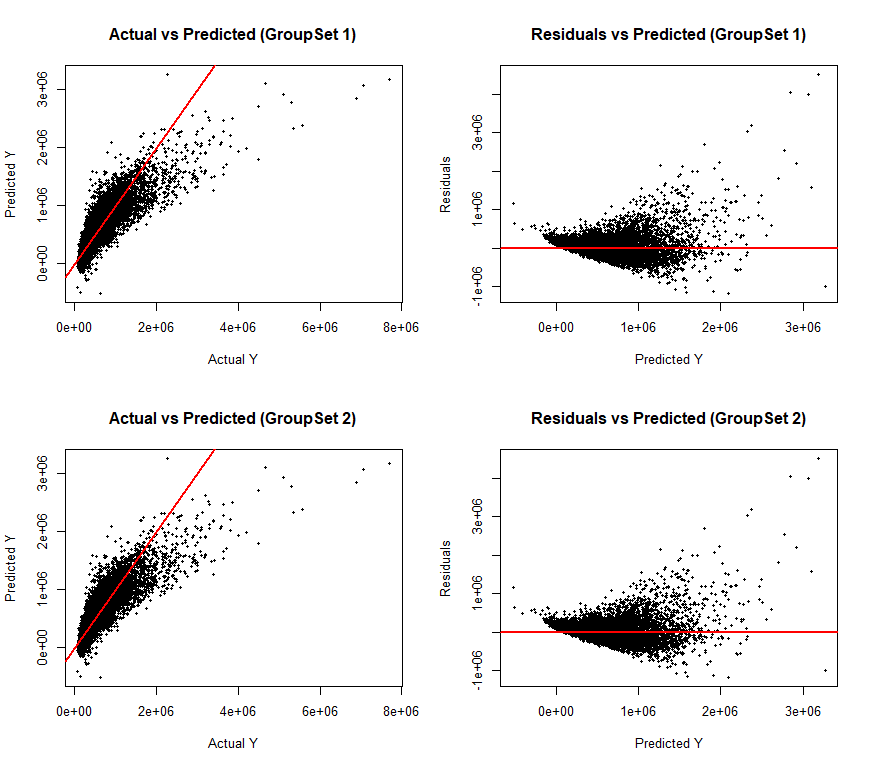 Actual vs Predicted (GroupSet 1)
Predicted Y
3e+06
2e+06
1e+06
0e+00
0e+00 2e+06 4e+06 6e+06 8e+06
Actual Y
Residuals vs Predicted (GroupSet 1)
Residuals
3e+06
1e+06
-1e+06
0e+00 1e+06 2e+06 3e+06
Predicted Y
Actual vs Predicted (GroupSet 2)
Predicted Y
3e+06
2e+06
1e+06
0e+00
0e+00 2e+06 4e+06 6e+06 8e+06
Actual Y
Residuals vs Predicted (GroupSet 2)
Residuals
3e+06
1e+06
-1e+06
0e+00 1e+06 2e+06 3e+06
Predicted Y